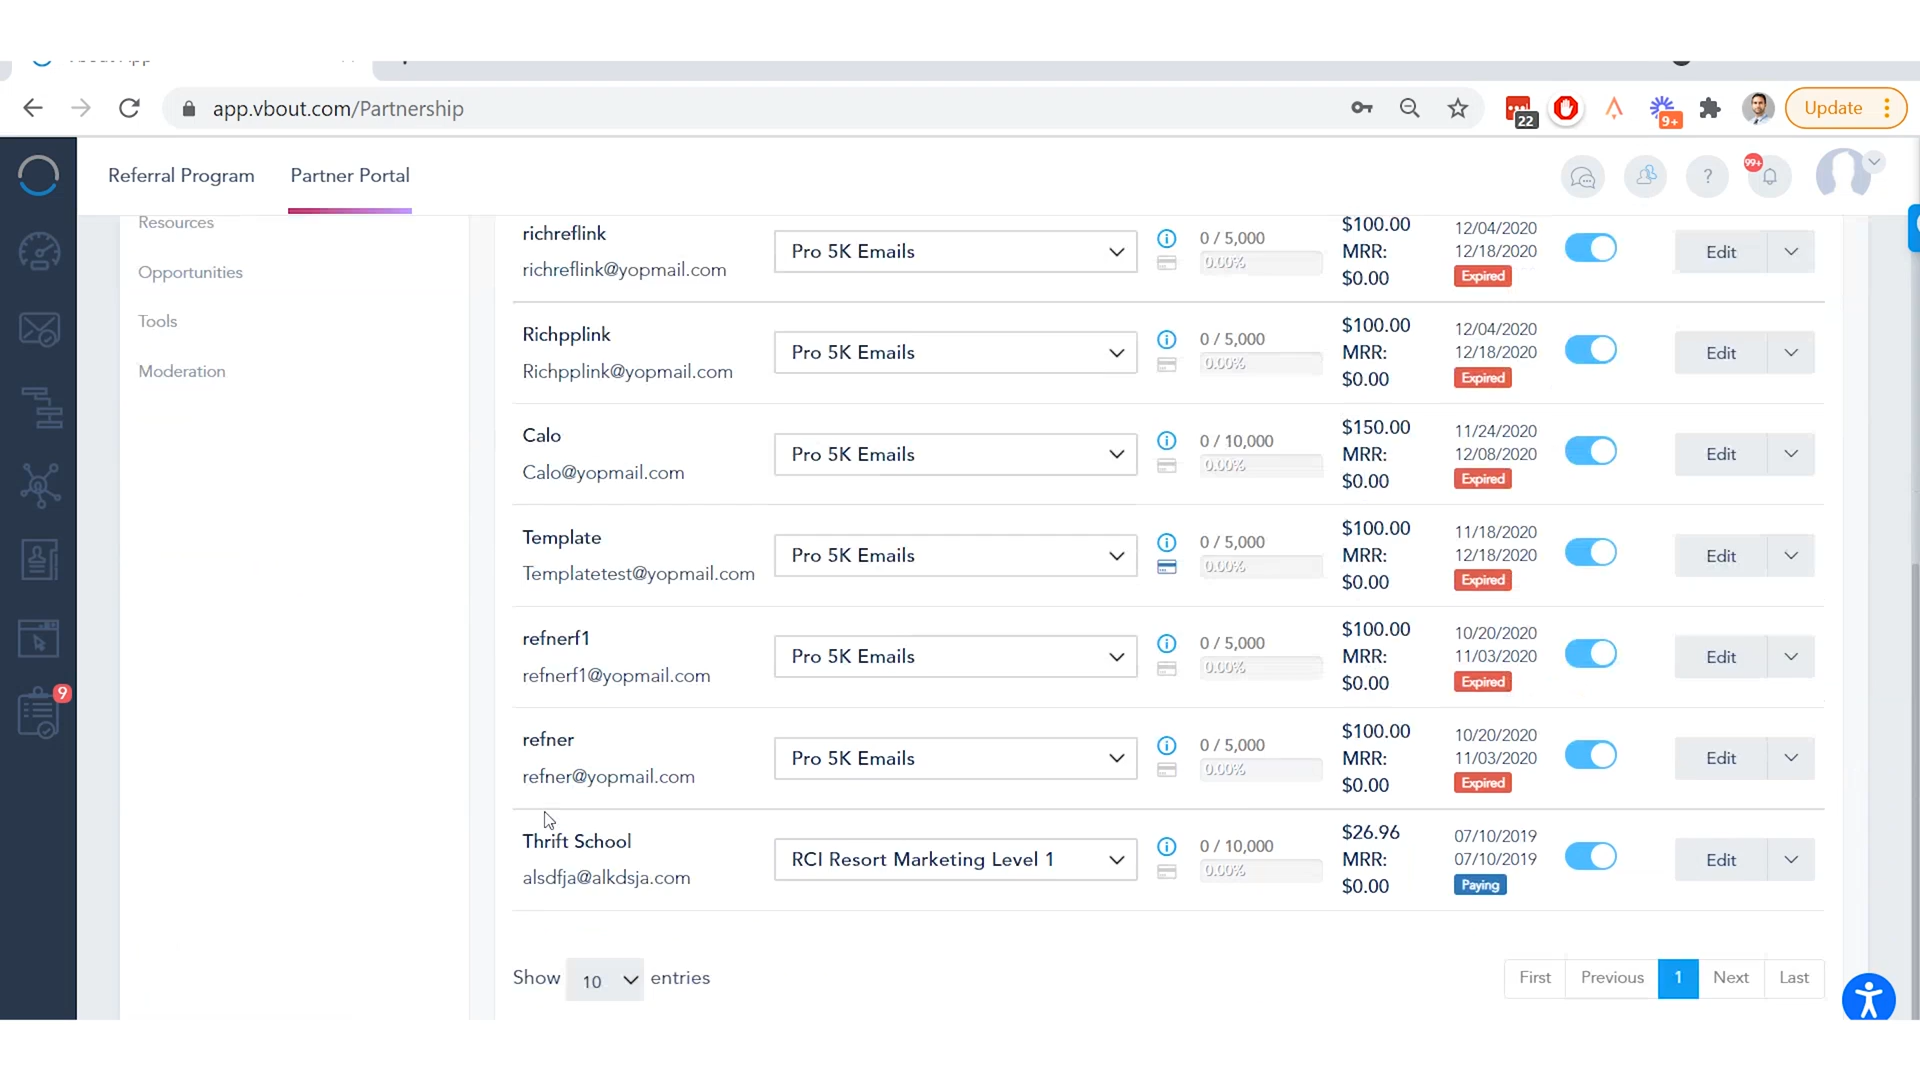 app.vbout.com/Partnership
22
9+
Update
Referral Program
Partner Portal
?
99+
Resources
Opportunities
Tools
Moderation
9
richreflink
richreflink@yopmail.com
Pro 5K Emails
0 / 5,000
0.00%
$100.00
MRR:
$0.00
12/04/2020
12/18/2020
Expired
Edit
Richpplink
Richpplink@yopmail.com
Pro 5K Emails
0 / 5,000
0.00%
$100.00
MRR:
$0.00
12/04/2020
12/18/2020
Expired
Edit
Calo
Calo@yopmail.com
Pro 5K Emails
0 / 10,000
0.00%
$150.00
MRR:
$0.00
11/24/2020
12/08/2020
Expired
Edit
Template
Templatetest@yopmail.com
Pro 5K Emails
0 / 5,000
0.00%
$100.00
MRR:
$0.00
11/18/2020
12/18/2020
Expired
Edit
refnerf1
refnerf1@yopmail.com
Pro 5K Emails
0 / 5,000
0.00%
$100.00
MRR:
$0.00
10/20/2020
11/03/2020
Expired
Edit
refner
refner@yopmail.com
Pro 5K Emails
0 / 5,000
0.00%
$100.00
MRR:
$0.00
10/20/2020
11/03/2020
Expired
Edit
Thrift School
alsdfja@alkdsja.com
RCI Resort Marketing Level 1
0 / 10,000
0.00%
$26.96
MRR:
$0.00
07/10/2019
07/10/2019
Paying
Edit
Show 10 entries
First Previous 1 Next Last